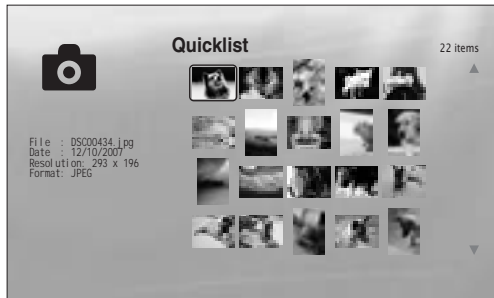 Quicklist
22 items
File : DSC00434.jpg
Date : 12/10/2007
Resolution: 293 x 196
Format: JPEG